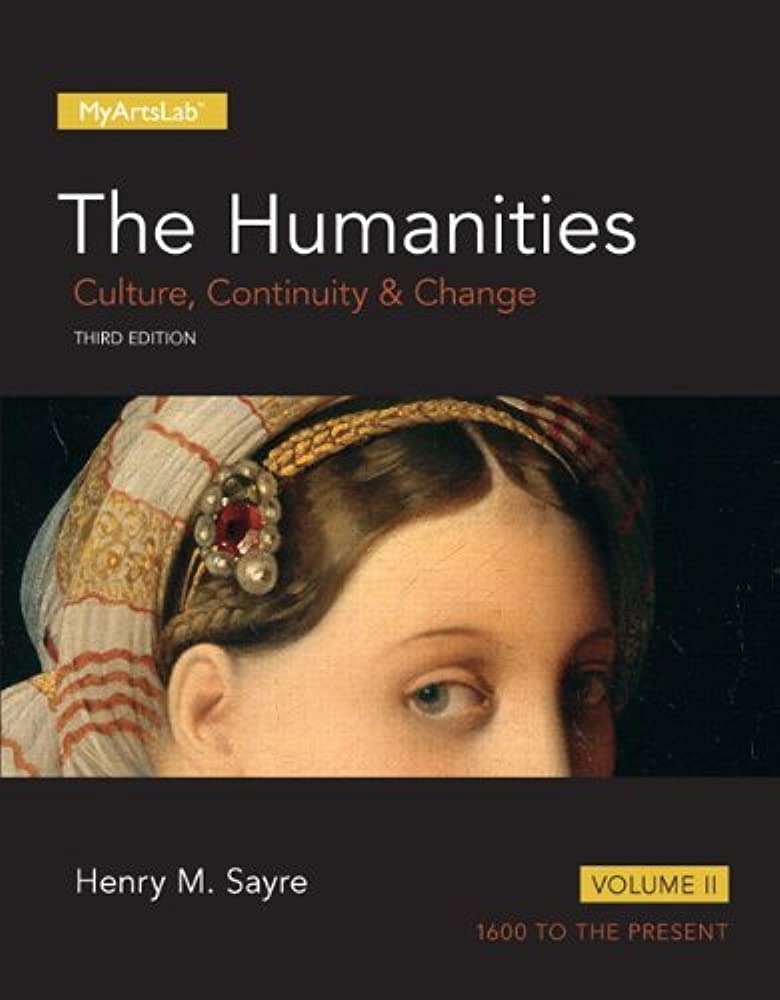 MyArtsLab™
The Humanities
Culture, Continuity & Change
THIRD EDITION
Henry M. Sayre
VOLUME II
1600 TO THE PRESENT